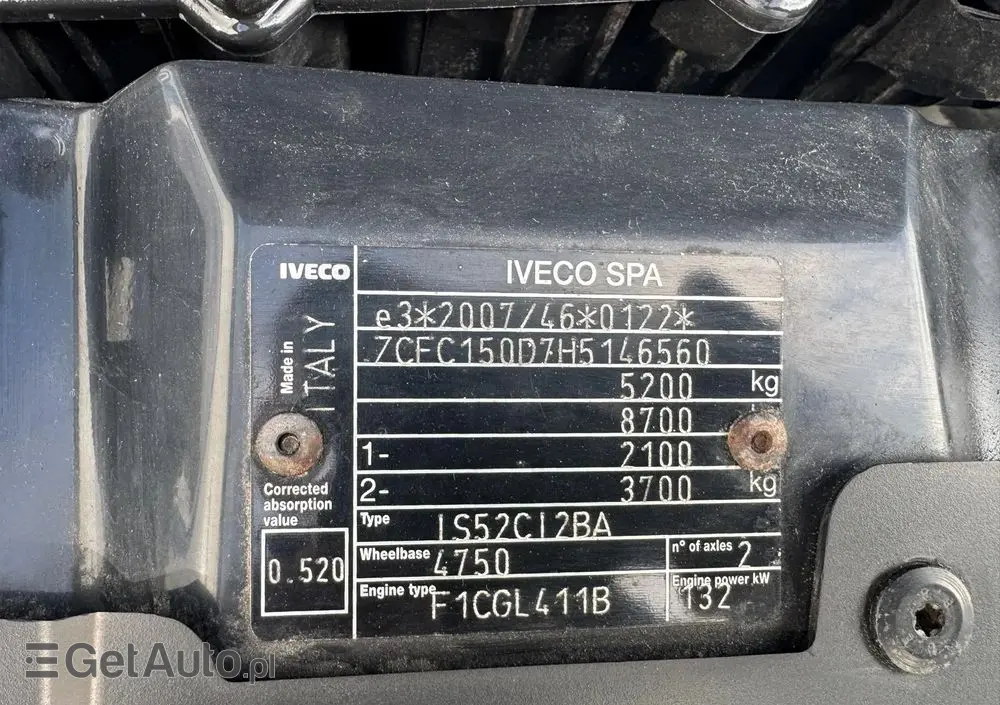 IVECO
IVECO SPA
e3*2007/46*0122*
Made in
ITALY
ZCFC150D7H5146560
5200 kg
8700
1- 2100
2- 3700 kg
Corrected
absorption
value
0.520
Type IS52CI2BA
Wheelbase 4750
n° of axles 2
Engine type F1CGL411B
Engine power kW
132
GetAuto.pl